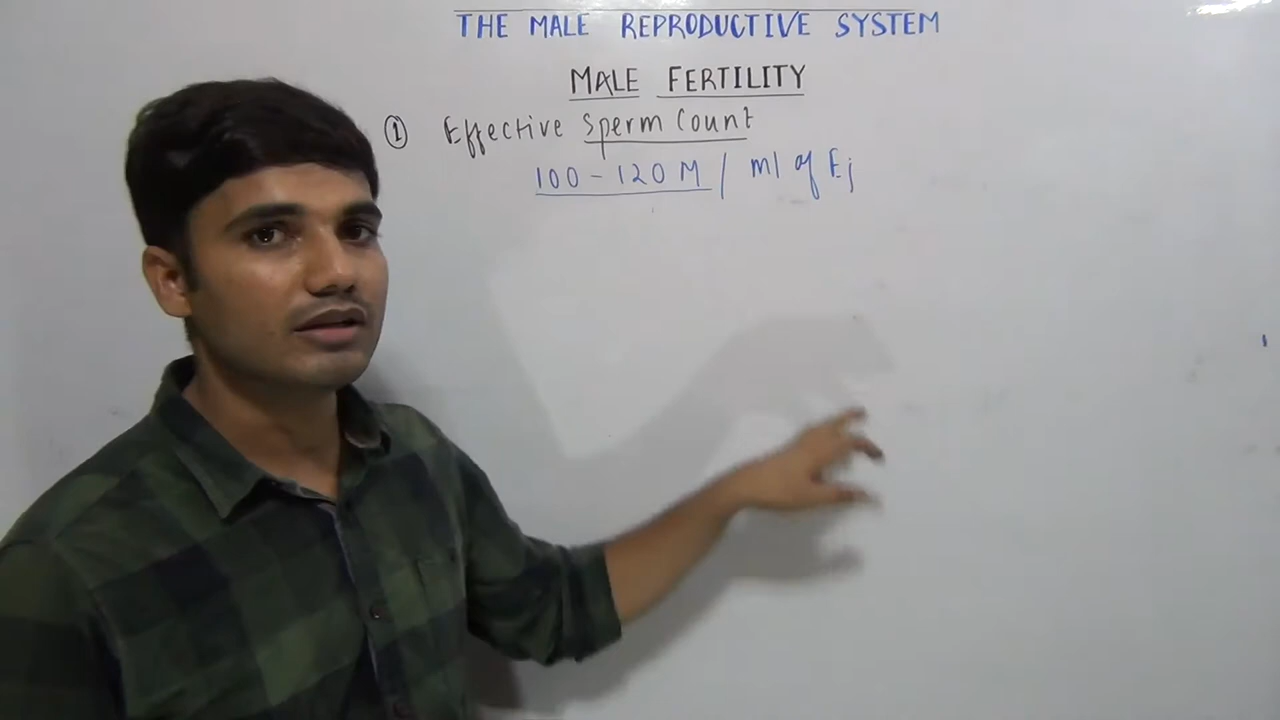 THE MALE REPRODUCTIVE SYSTEM
MALE FERTILITY
① Effective Sperm Count
100-120 M / ml of Ej